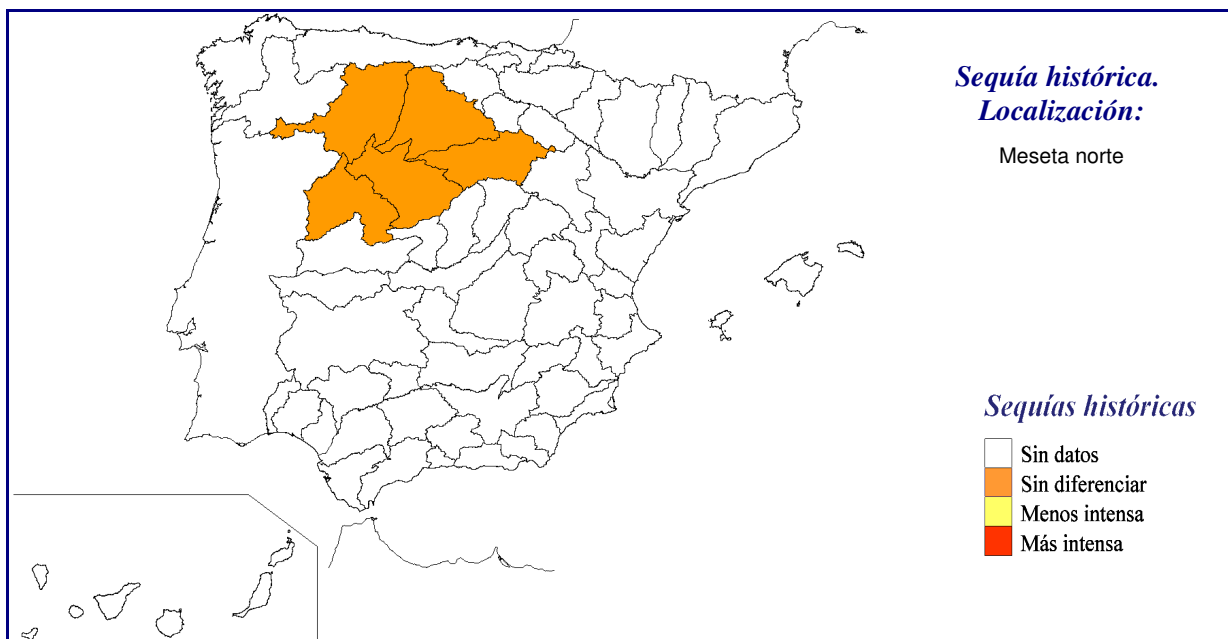 Sequía histórica.
Localización:
Meseta norte
Sequías históricas
Sin datos
Sin diferenciar
Menos intensa
Más intensa